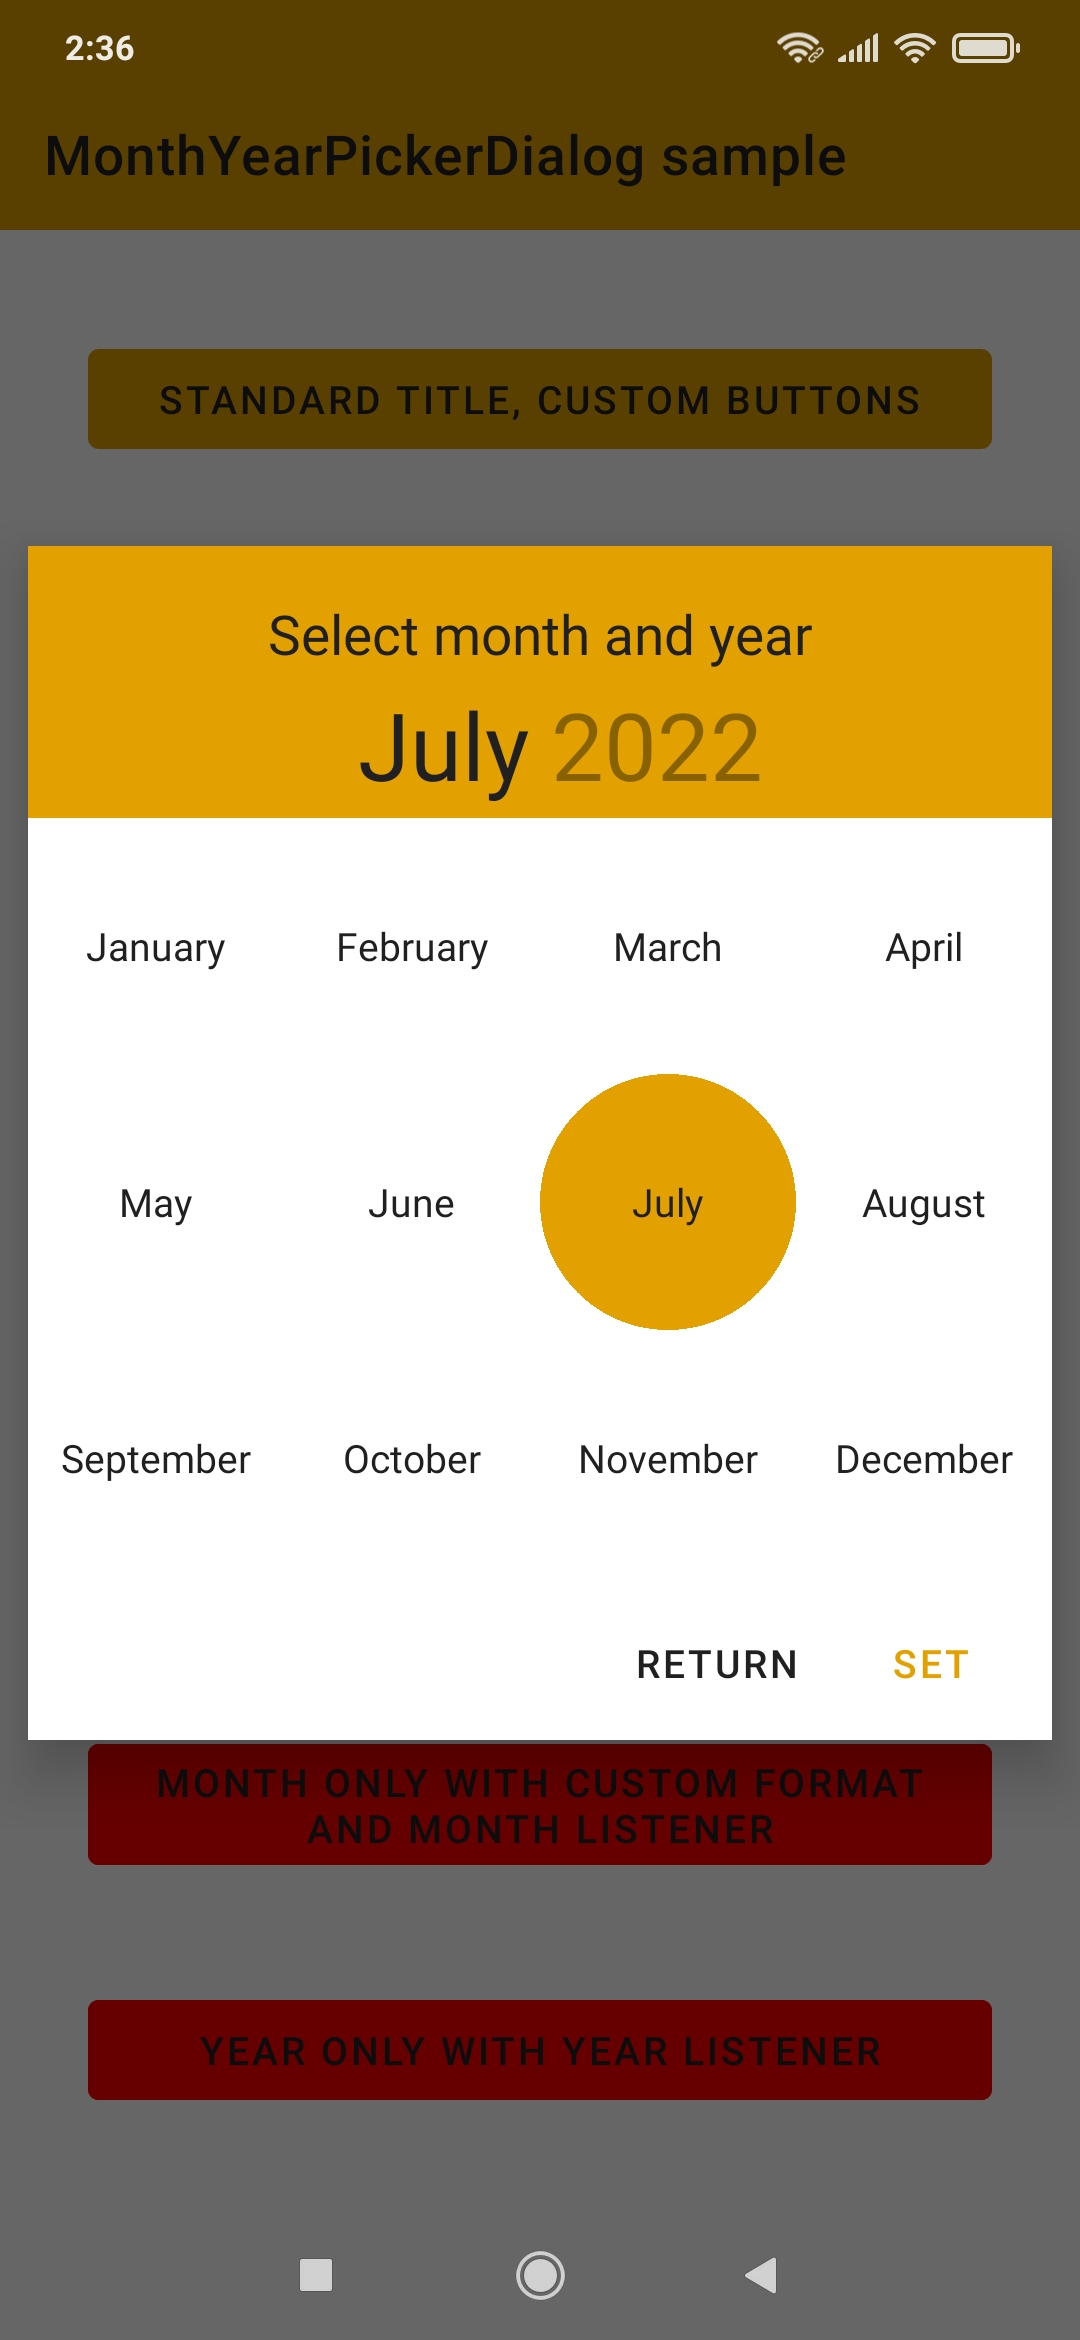 2:36
MonthYearPickerDialog sample
STANDARD TITLE, CUSTOM BUTTONS
Select month and year
July 2022
January February March April
May June July August
September October November December
RETURN SET
MONTH ONLY WITH CUSTOM FORMAT
AND MONTH LISTENER
YEAR ONLY WITH YEAR LISTENER